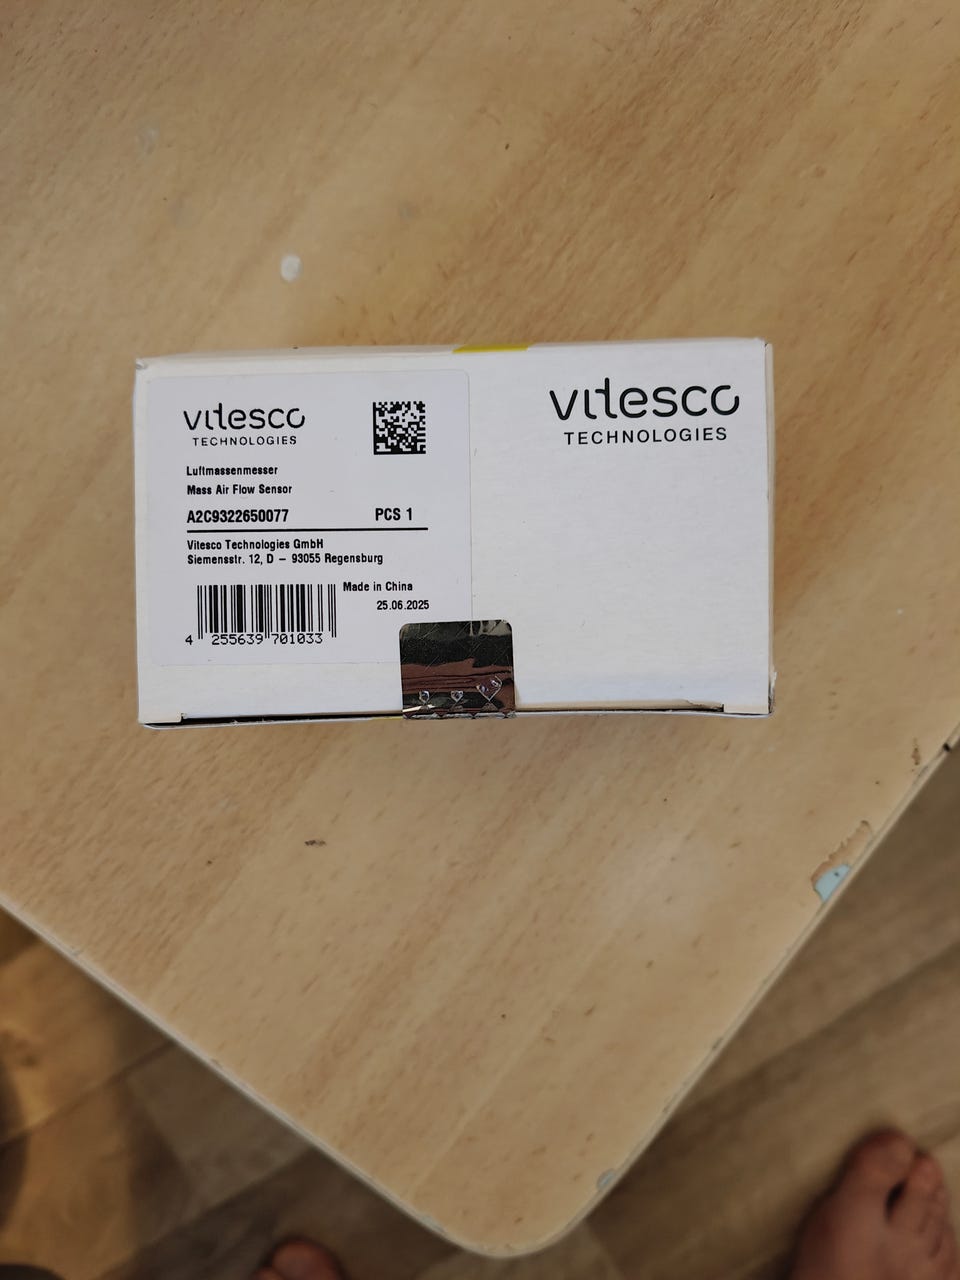 vitesco
TECHNOLOGIES
Luftmassenmesser
Mass Air Flow Sensor
A2C9322650077 PCS 1
Vitesco Technologies GmbH
Siemensstr. 12, D – 93055 Regensburg
Made in China
25.06.2025
4 255639 701033
vitesco
TECHNOLOGIES